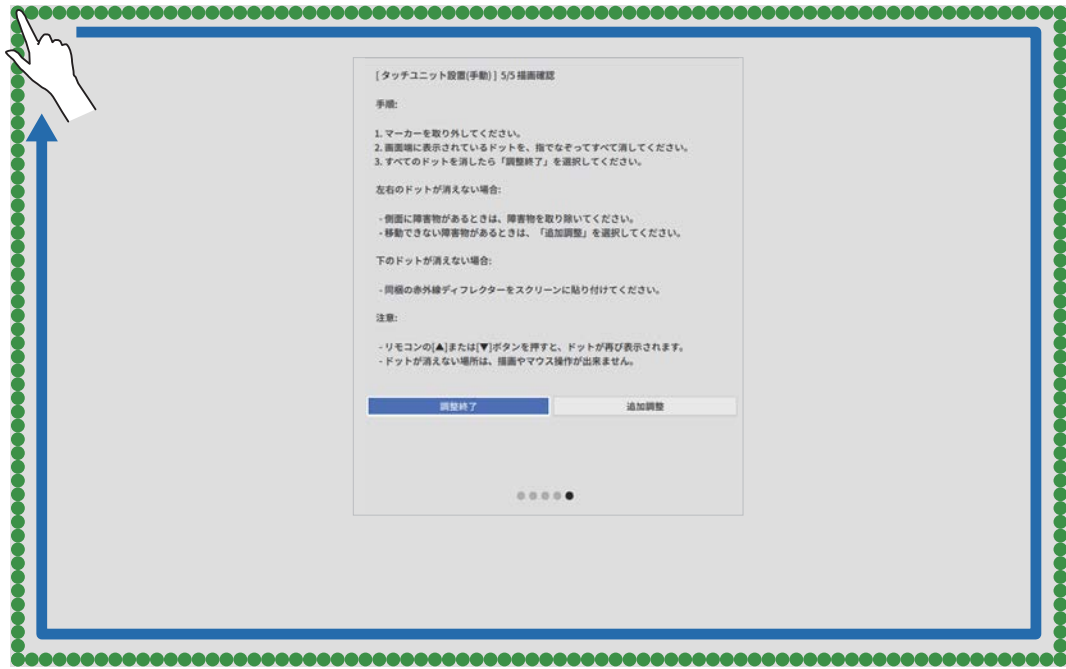 [ タッチユニット設置(手動) ] 5/5 描画確認
手順:
1. マーカーを取り外してください。
2. 画面端に表示されているドットを、指でなぞってすべて消してください。
3. すべてのドットを消したら「調整終了」を選択してください。
左右のドットが消えない場合:
- 側面に障害物があるときは、障害物を取り除いてください。
- 移動できない障害物があるときは、「追加調整」を選択してください。
下のドットが消えない場合:
- 同梱の赤外線ディフレクターをスクリーンに貼り付けてください。
注意:
- リモコンの[▲]または[▼]ボタンを押すと、ドットが再び表示されます。
- ドットが消えない場所は、描画やマウス操作が出来ません。
調整終了 追加調整